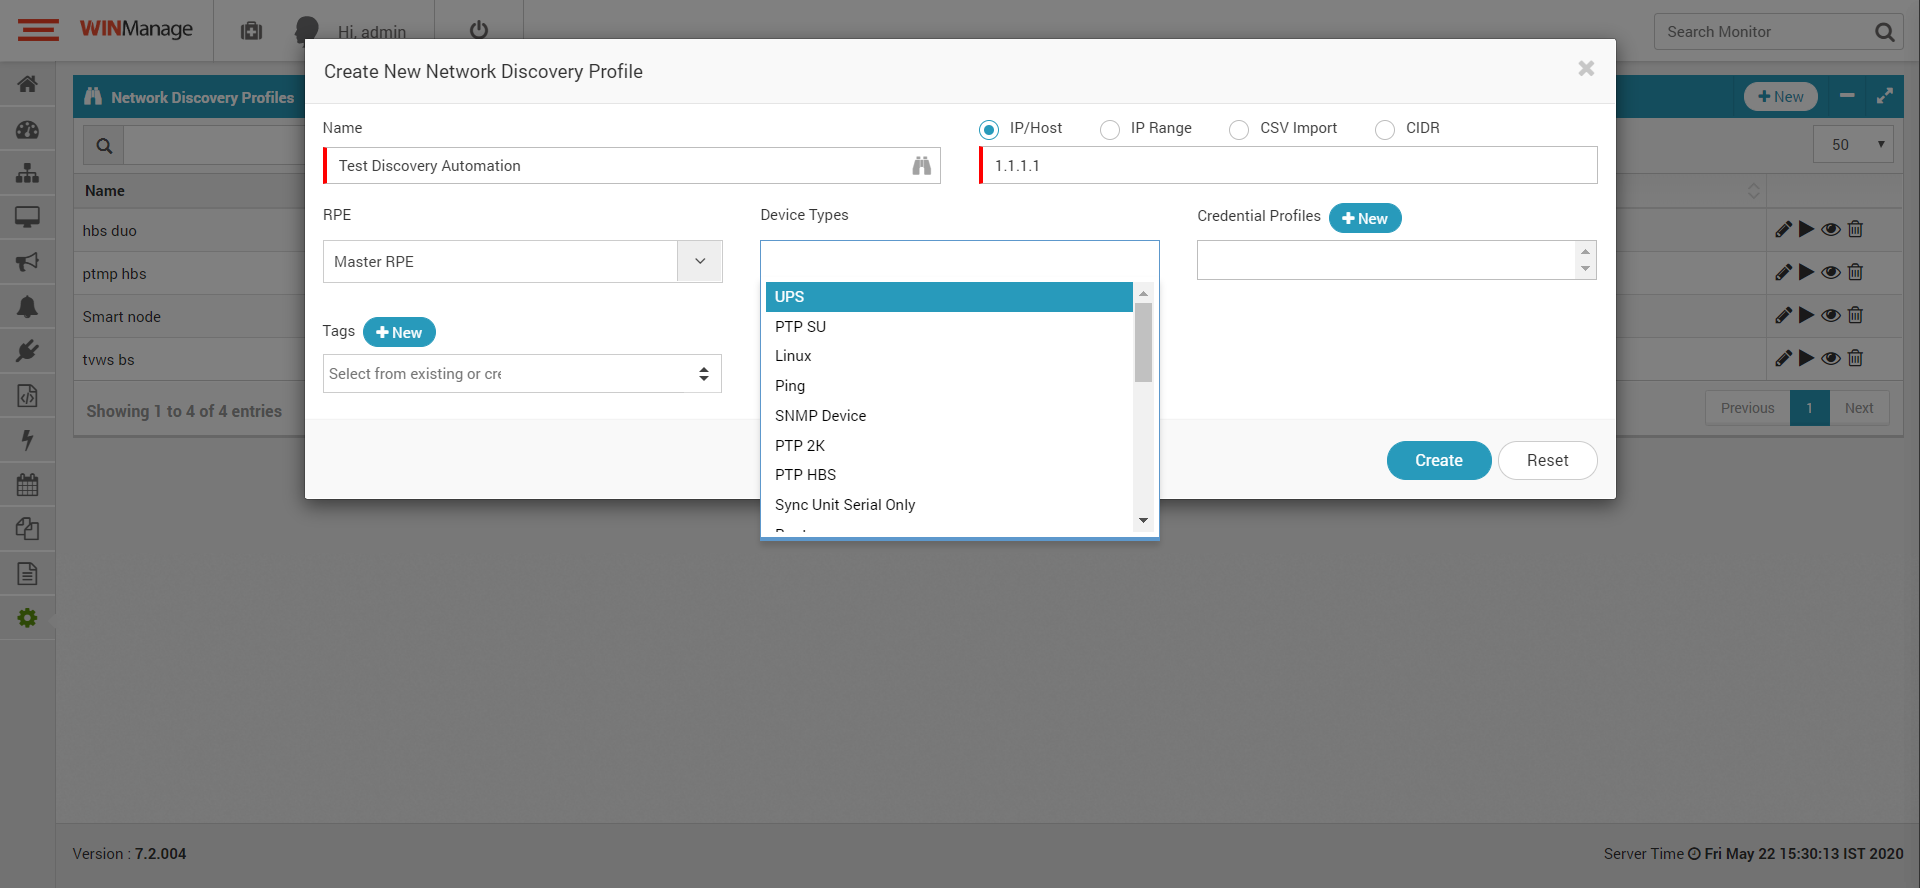 WINManage
Hi, admin
Search Monitor
Create New Network Discovery Profile
Network Discovery Profiles
New
Name
IP/Host
IP Range
CSV Import
CIDR
Test Discovery Automation
1.1.1.1
50
Name
RPE
Device Types
Credential Profiles
New
hbs duo
Master RPE
ptmp hbs
UPS
Smart node
Tags
New
PTP SU
tvws bs
Linux
Select from existing or cre
Ping
Showing 1 to 4 of 4 entries
SNMP Device
Previous
1
Next
PTP 2K
PTP HBS
Create
Reset
Sync Unit Serial Only
Version : 7.2.004
Server Time Fri May 22 15:30:13 IST 2020